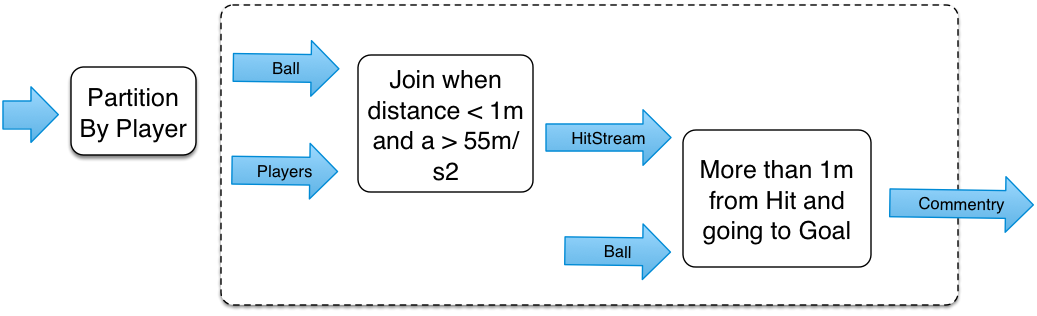 Partition
By Player
Ball
Players
Join when
distance < 1m
and a > 55m/
s2
HitStream
Ball
More than 1m
from Hit and
going to Goal
Commentry